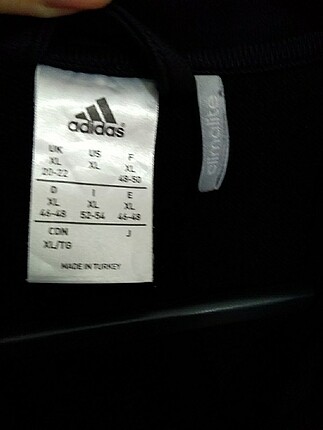 adidas
UK US F
XL XL XL
20-22 48-50
D I E
XL XL XL
46-48 52-54 46-48
CDN J
XL/TG
MADE IN TURKEY
climalite